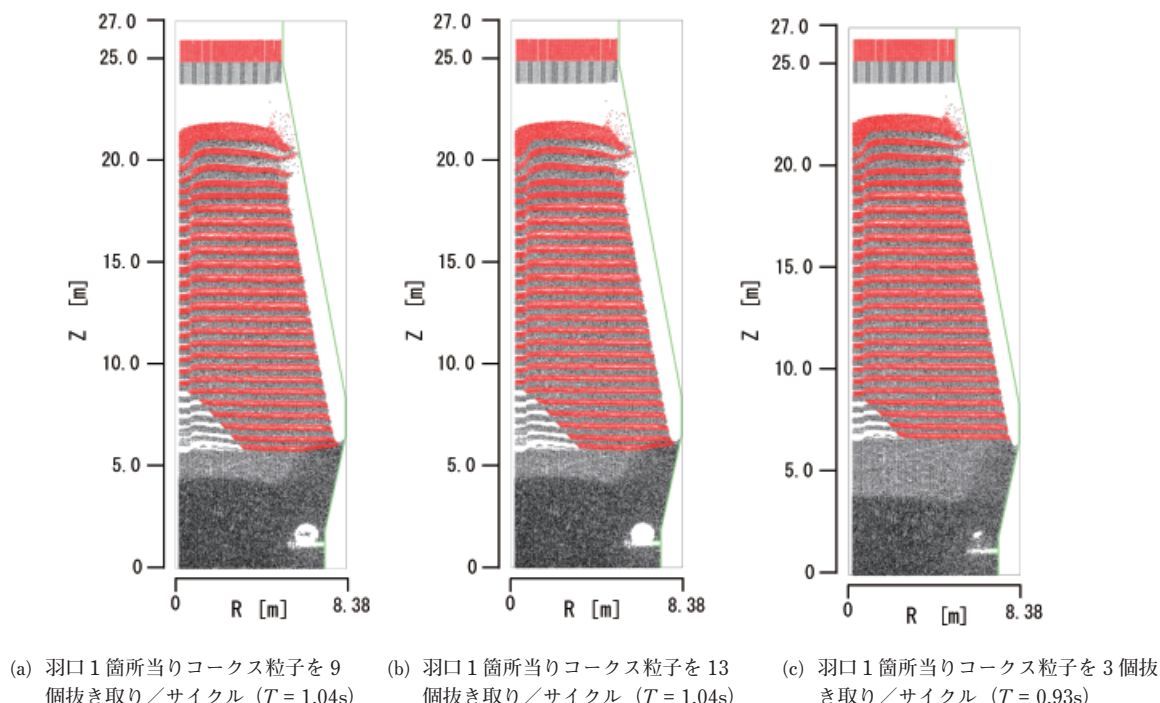 27.0
25.0
20.0
15.0
10.0
5.0
0
Z [m]
0
R [m]
8.38
27.0
25.0
20.0
15.0
10.0
5.0
0
Z [m]
0
R [m]
8.38
27.0
25.0
20.0
15.0
10.0
5.0
0
Z [m]
0
R [m]
8.38
(a) 羽口1箇所当りコークス粒子を9
個抜き取り／サイクル（T = 1.04s）
(b) 羽口1箇所当りコークス粒子を13
個抜き取り／サイクル（T = 1.04s）
(c) 羽口1箇所当りコークス粒子を3個抜
き取り／サイクル（T = 0.93s）